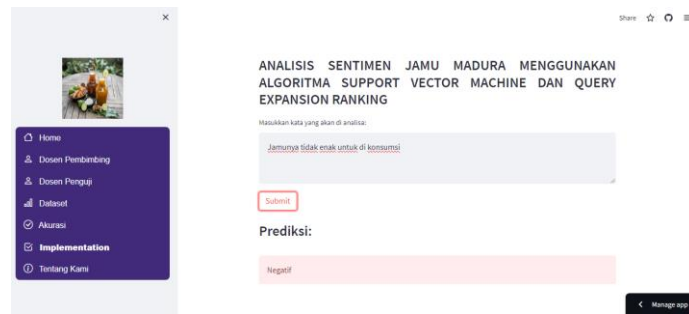 Share
ANALISIS SENTIMEN JAMU MADURA MENGGUNAKAN
ALGORITMA SUPPORT VECTOR MACHINE DAN QUERY
EXPANSION RANKING
Masukkan kata yang akan di analisa:
Jamunya tidak enak untuk di konsumsi
Submit
Prediksi:
Negatif
Home
Dosen Pembimbing
Dosen Penguji
Dataset
Akurasi
Implementation
Tentang Kami
Manage app